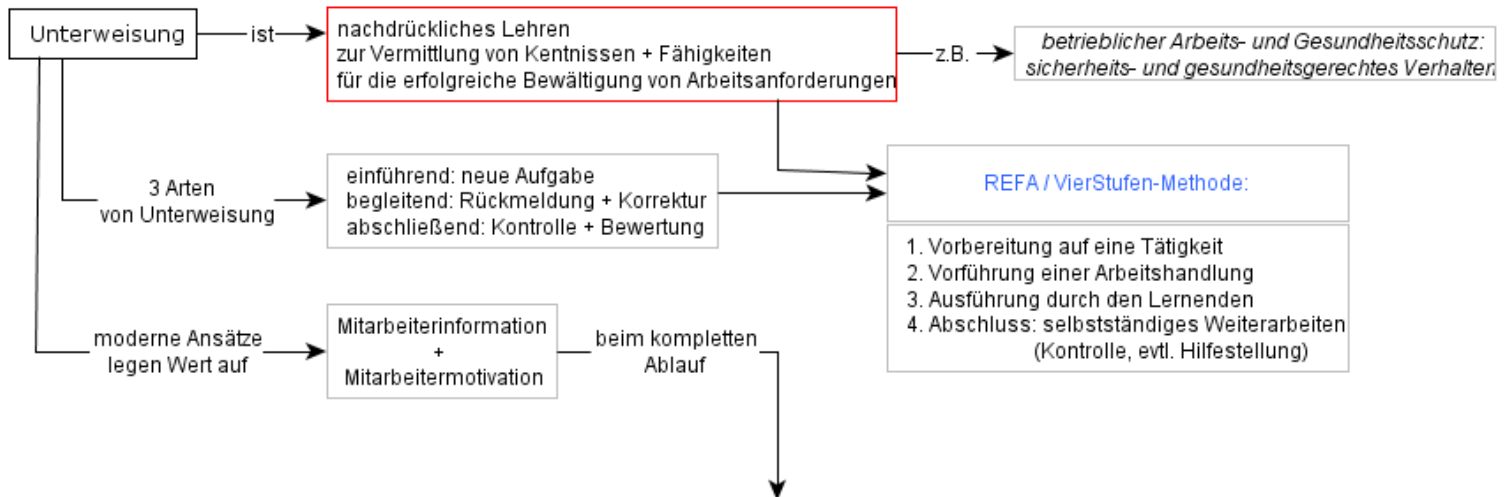 Unterweisung
ist
nachdrückliches Lehren
zur Vermittlung von Kentnissen + Fähigkeiten
für die erfolgreiche Bewältigung von Arbeitsanforderungen
z.B.
betrieblicher Arbeits- und Gesundheitsschutz:
sicherheits- und gesundheitsgerechtes Verhalten
3 Arten
von Unterweisung
einführend: neue Aufgabe
begleitend: Rückmeldung + Korrektur
abschließend: Kontrolle + Bewertung
REFA / VierStufen-Methode:
1. Vorbereitung auf eine Tätigkeit
2. Vorführung einer Arbeitshandlung
3. Ausführung durch den Lernenden
4. Abschluss: selbstständiges Weiterarbeiten
(Kontrolle, evtl. Hilfestellung)
moderne Ansätze
legen Wert auf
Mitarbeiterinformation
+
Mitarbeitermotivation
beim kompletten
Ablauf